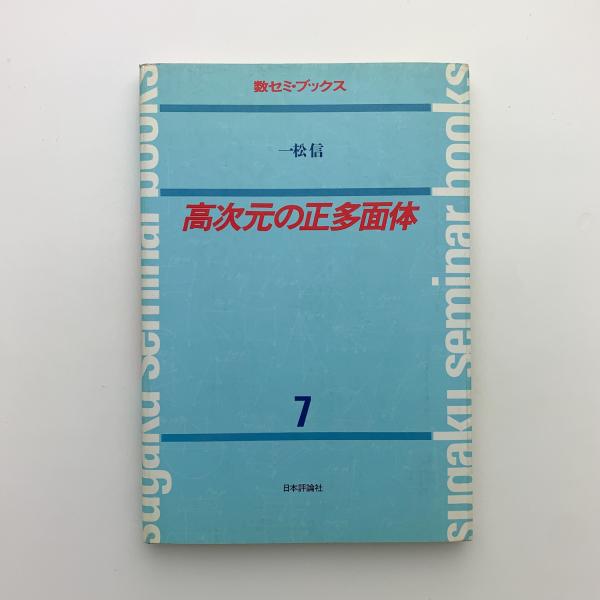 数セミ・ブックス
一松 信
高次元の正多面体
7
日本評論社
sugaku seminar books
sugaku seminar books